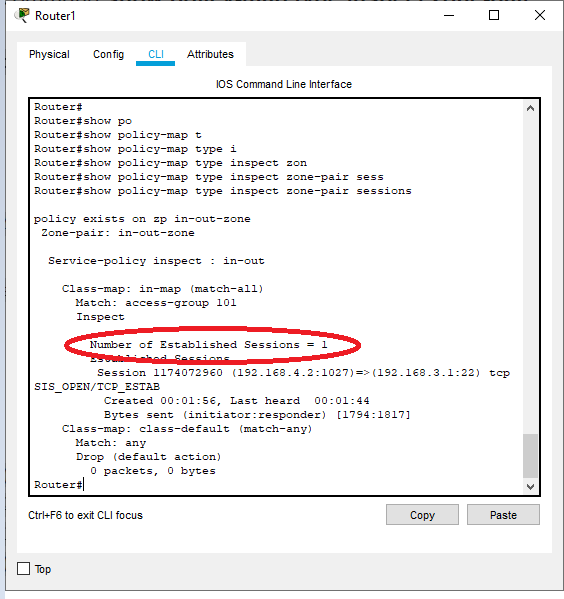 Router1
Physical Config CLI Attributes
IOS Command Line Interface
Router#
Router#show po
Router#show policy-map t
Router#show policy-map type i
Router#show policy-map type inspect zon
Router#show policy-map type inspect zone-pair sess
Router#show policy-map type inspect zone-pair sessions
policy exists on zp in-out-zone
Zone-pair: in-out-zone
Service-policy inspect : in-out
Class-map: in-map (match-all)
Match: access-group 101
Inspect
Number of Established Sessions = 1
Established Sessions
Session 1174072960 (192.168.4.2:1027)=>(192.168.3.1:22) tcp
SIS_OPEN/TCP_ESTAB
Created 00:01:56, Last heard 00:01:44
Bytes sent (initiator:responder) [1794:1817]
Class-map: class-default (match-any)
Match: any
Drop (default action)
0 packets, 0 bytes
Router#
Ctrl+F6 to exit CLI focus
Copy Paste
Top